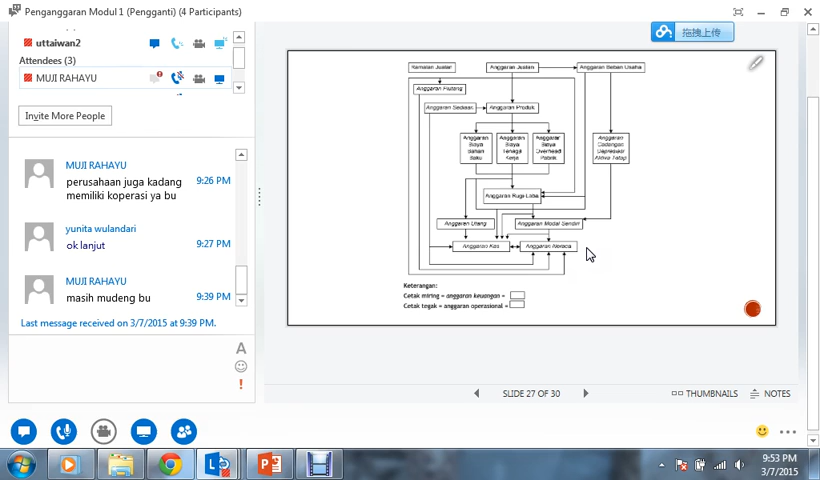 Penganggaran Modul 1 (Pengganti) (4 Participants)
uttaiwan2
Attendees (3)
MUJI RAHAYU
Invite More People
MUJI RAHAYU
perusahaan juga kadang 9:26 PM
memiliki koperasi ya bu
yunita wulandari
ok lanjut 9:27 PM
MUJI RAHAYU
masih mudeng bu 9:39 PM
Last message received on 3/7/2015 at 9:39 PM.
A
!
拖拽上传
Ramalan Jualan
Anggaran Jualan
Anggaran Beban Usaha
Anggaran Piutang
Anggaran Sediaan
Anggaran Produk
Anggaran
Biaya
Bahan
Baku
Anggaran
Biaya
Tenaga
Kerja
Anggaran
Biaya
Overhead
Pabrik
Anggaran
Cadangan
Depresiasi
Aktiva Tetap
Anggaran Rugi-Laba
Anggaran Utang
Anggaran Modal Sendiri
Anggaran Kas
Anggaran Neraca
Keterangan:
Cetak miring = anggaran keuangan =
Cetak tegak = anggaran operasional =
SLIDE 27 OF 30
THUMBNAILS
NOTES
9:53 PM
3/7/2015